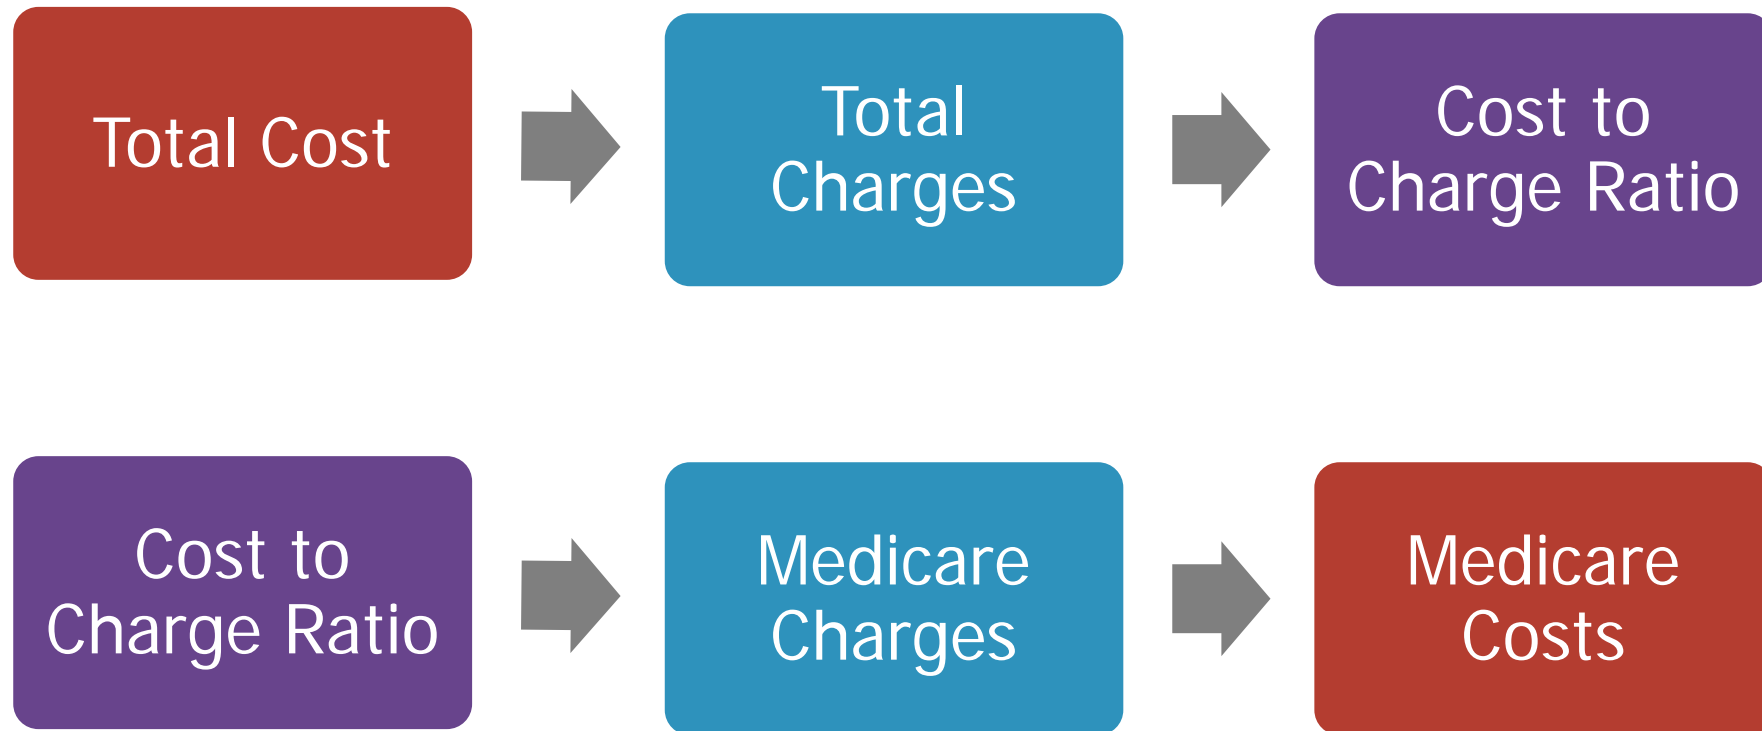 Total Cost
Total
Charges
Cost to
Charge Ratio
Cost to
Charge Ratio
Medicare
Charges
Medicare
Costs